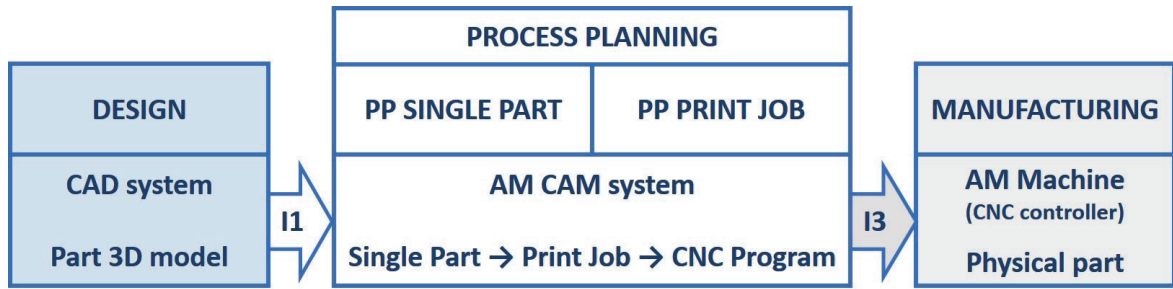 PROCESS PLANNING
DESIGN
PP SINGLE PART
PP PRINT JOB
MANUFACTURING
CAD system
Part 3D model
I1
AM CAM system
Single Part → Print Job → CNC Program
I3
AM Machine
(CNC controller)
Physical part